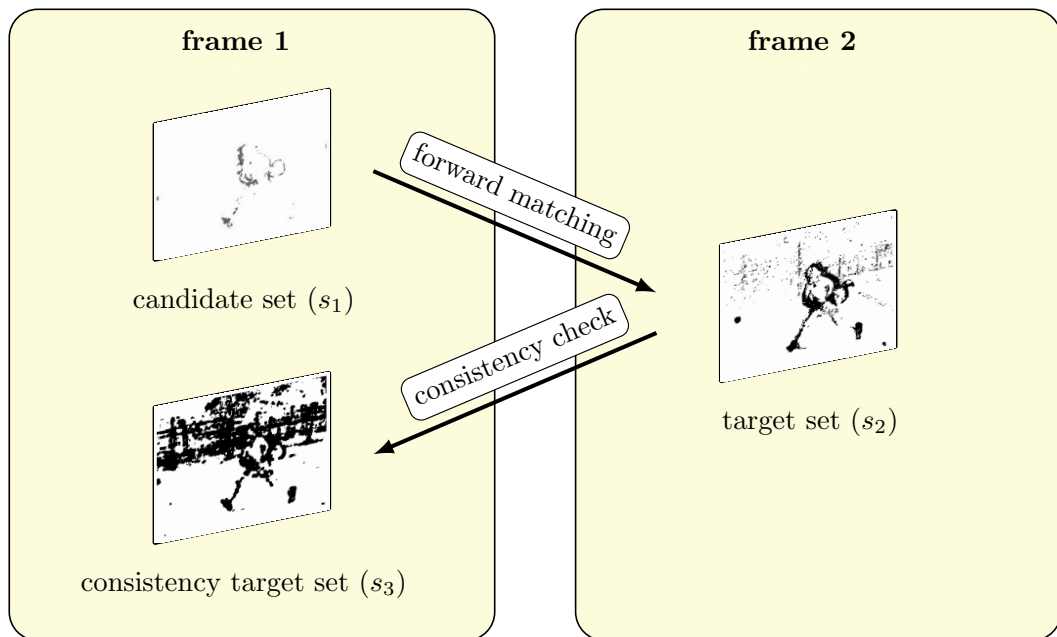 frame 1
candidate set (s₁)
consistency target set (s₃)
forward matching
consistency check
frame 2
target set (s₂)